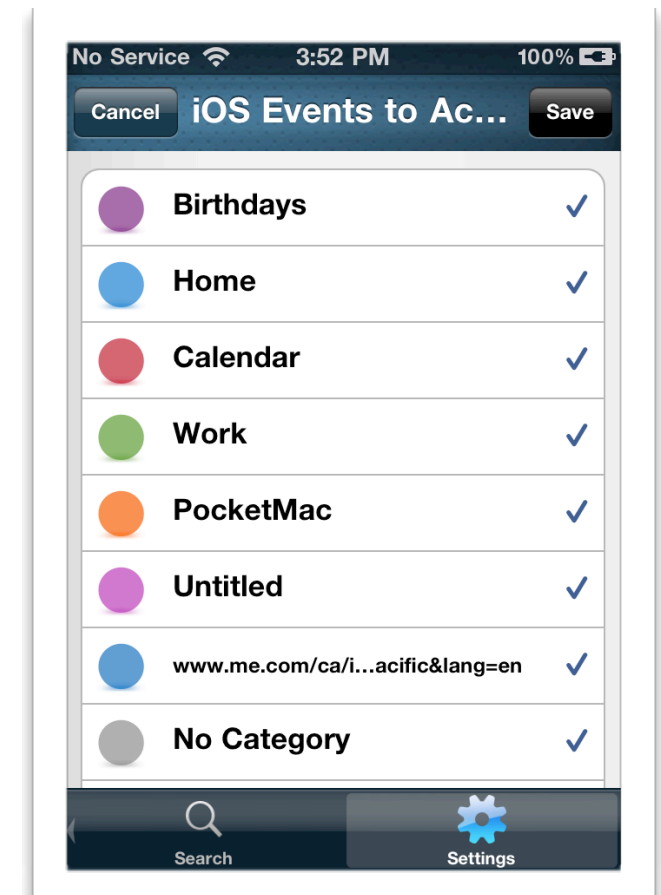 No Service 3:52 PM 100%
Cancel iOS Events to Ac... Save
Birthdays
Home
Calendar
Work
PocketMac
Untitled
www.me.com/ca/i...acific&lang=en
No Category
Search Settings